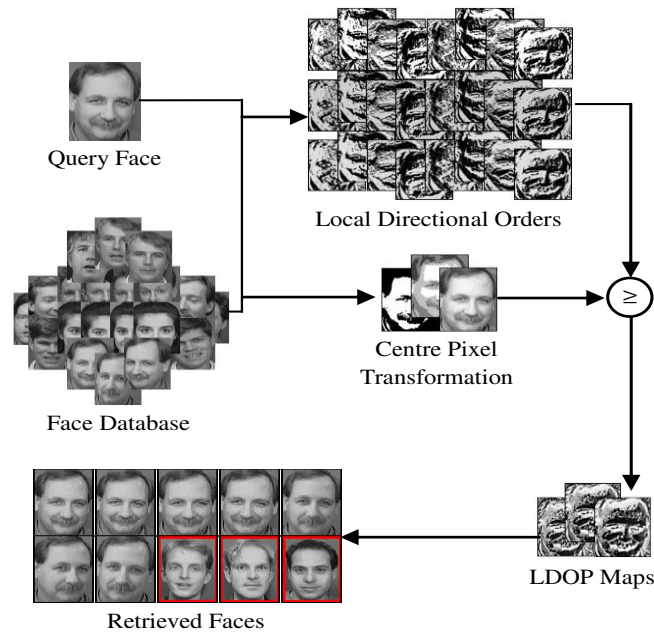 Query Face
Local Directional Orders
Face Database
Centre Pixel
Transformation
≥
LDOP Maps
Retrieved Faces